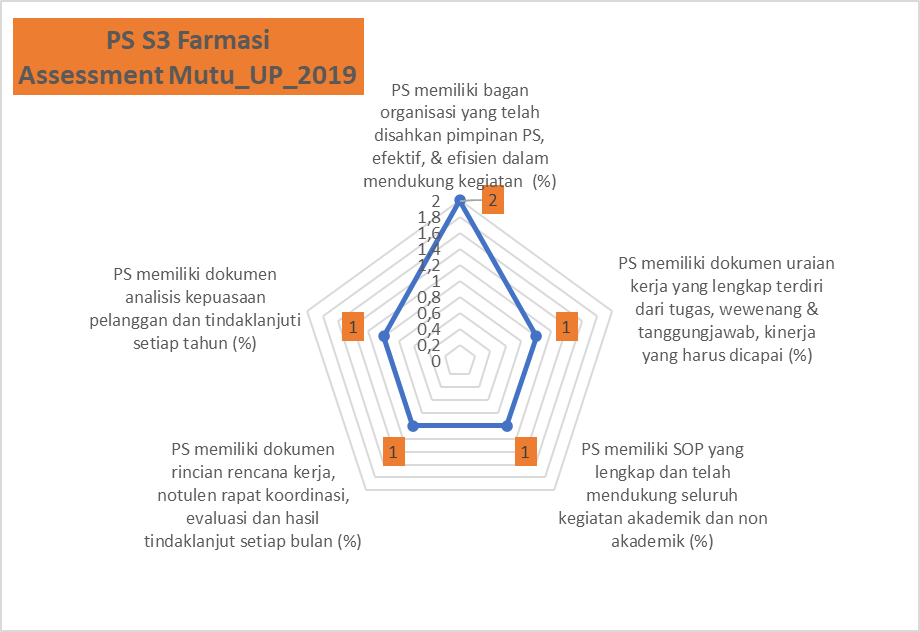 PS S3 Farmasi
Assessment Mutu_UP_2019
PS memiliki bagan
organisasi yang telah
disahkan pimpinan PS,
efektif, & efisien dalam
mendukung kegiatan (%)
2
2
1,8
1,6
1,4
1,2
1
0,8
0,6
0,4
0,2
0
PS memiliki dokumen uraian
kerja yang lengkap terdiri
dari tugas, wewenang &
tanggungjawab, kinerja
yang harus dicapai (%)
1
PS memiliki SOP yang
lengkap dan telah
mendukung seluruh
kegiatan akademik dan non
akademik (%)
1
PS memiliki dokumen
rincian rencana kerja,
notulen rapat koordinasi,
evaluasi dan hasil
tindaklanjut setiap bulan (%)
1
PS memiliki dokumen
analisis kepuasaan
pelanggan dan tindaklanjuti
setiap tahun (%)
1